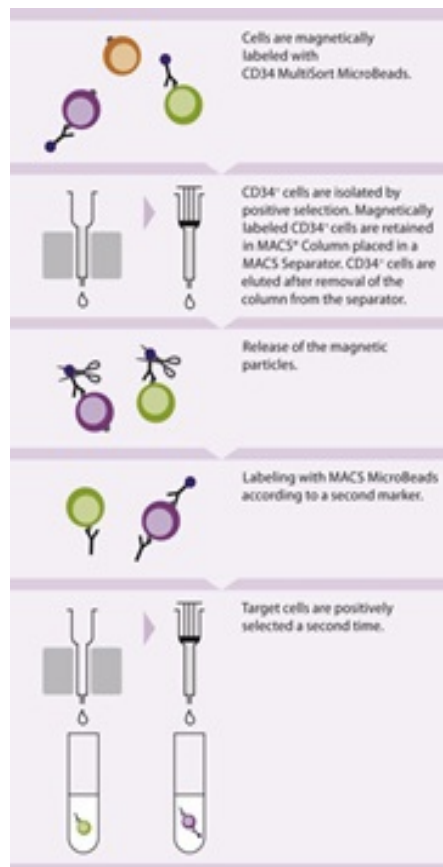 Cells are magnetically
labeled with
CD34 MultiSort MicroBeads.
CD34⁺ cells are isolated by
positive selection. Magnetically
labeled CD34⁺ cells are retained
in MACS® Column placed in a
MACS Separator. CD34⁺ cells are
eluted after removal of the
column from the separator.
Release of the magnetic
particles.
Labeling with MACS MicroBeads
according to a second marker.
Target cells are positively
selected a second time.